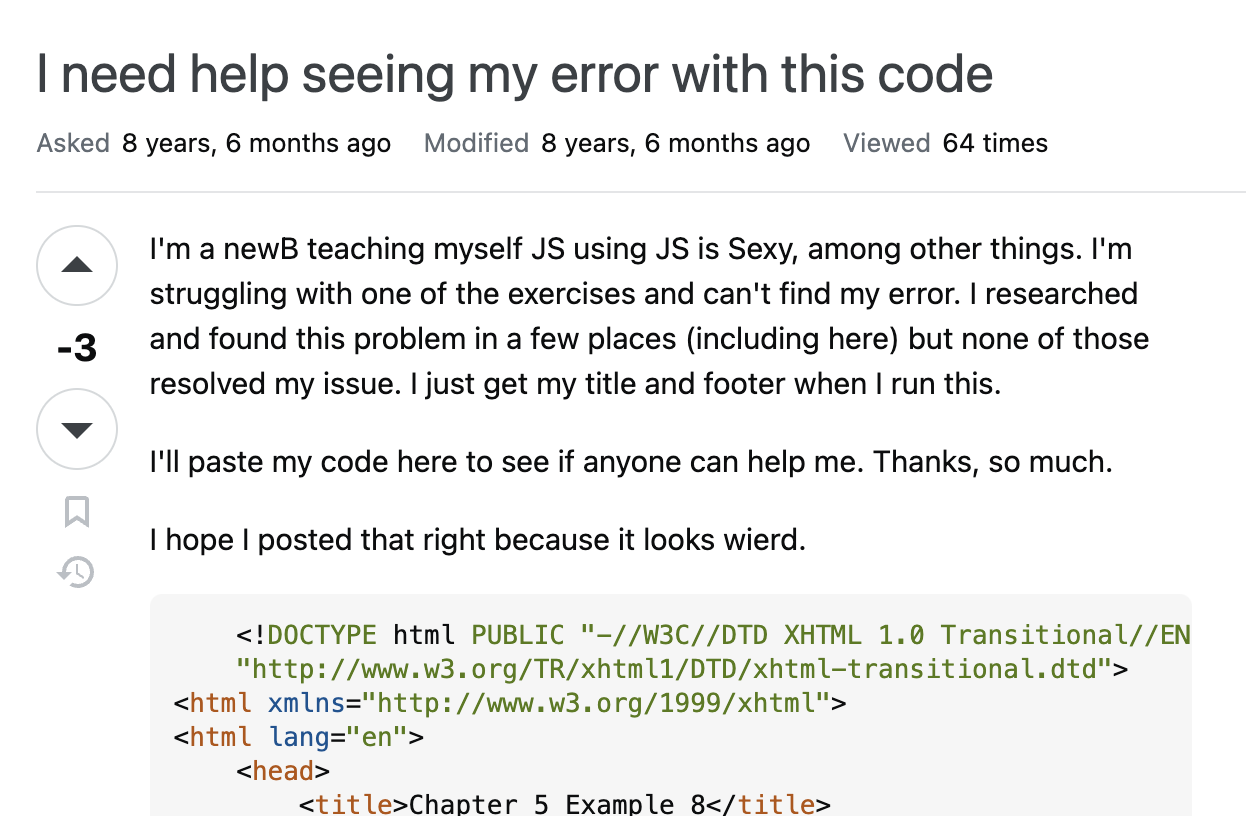 I need help seeing my error with this code
Asked 8 years, 6 months ago Modified 8 years, 6 months ago Viewed 64 times
I'm a newB teaching myself JS using JS is Sexy, among other things. I'm
struggling with one of the exercises and can't find my error. I researched
and found this problem in a few places (including here) but none of those
resolved my issue. I just get my title and footer when I run this.
-3
I'll paste my code here to see if anyone can help me. Thanks, so much.
I hope I posted that right because it looks wierd.
<!DOCTYPE html PUBLIC "-//W3C//DTD XHTML 1.0 Transitional//EN
"http://www.w3.org/TR/xhtml1/DTD/xhtml-transitional.dtd">
<html xmlns="http://www.w3.org/1999/xhtml">
<html lang="en">
<head>
<title>Chapter 5 Example 8</title>